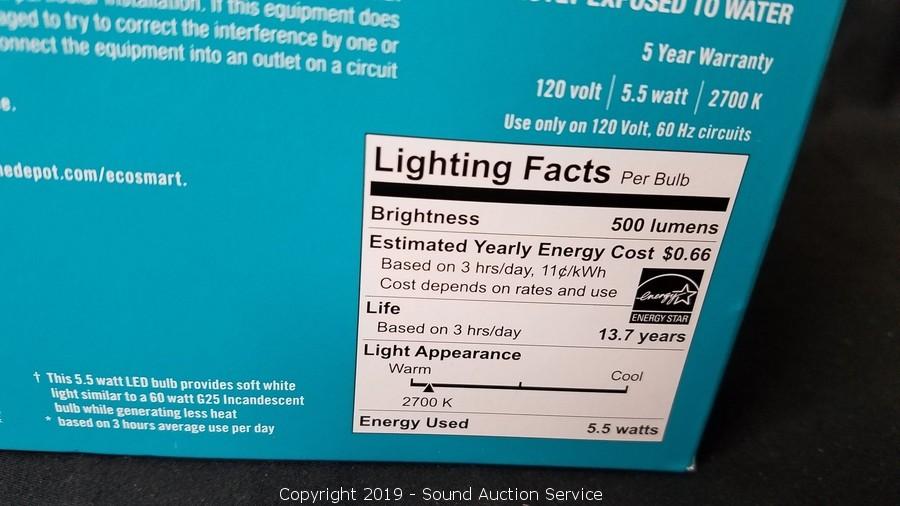 installation. If this equipment does
to try to correct the interference by one or
the equipment into an outlet on a circuit
EXPOSED TO WATER
5 Year Warranty
120 volt | 5.5 watt | 2700 K
Use only on 120 Volt, 60 Hz circuits
edepot.com/ecosmart.
Lighting Facts Per Bulb
Brightness 500 lumens
Estimated Yearly Energy Cost $0.66
Based on 3 hrs/day, 11¢/kWh
Cost depends on rates and use
energy
ENERGY STAR
Life
Based on 3 hrs/day 13.7 years
Light Appearance
Warm Cool
2700 K
Energy Used 5.5 watts
† This 5.5 watt LED bulb provides soft white
light similar to a 60 watt G25 Incandescent
bulb while generating less heat
* based on 3 hours average use per day
Copyright 2019 - Sound Auction Service